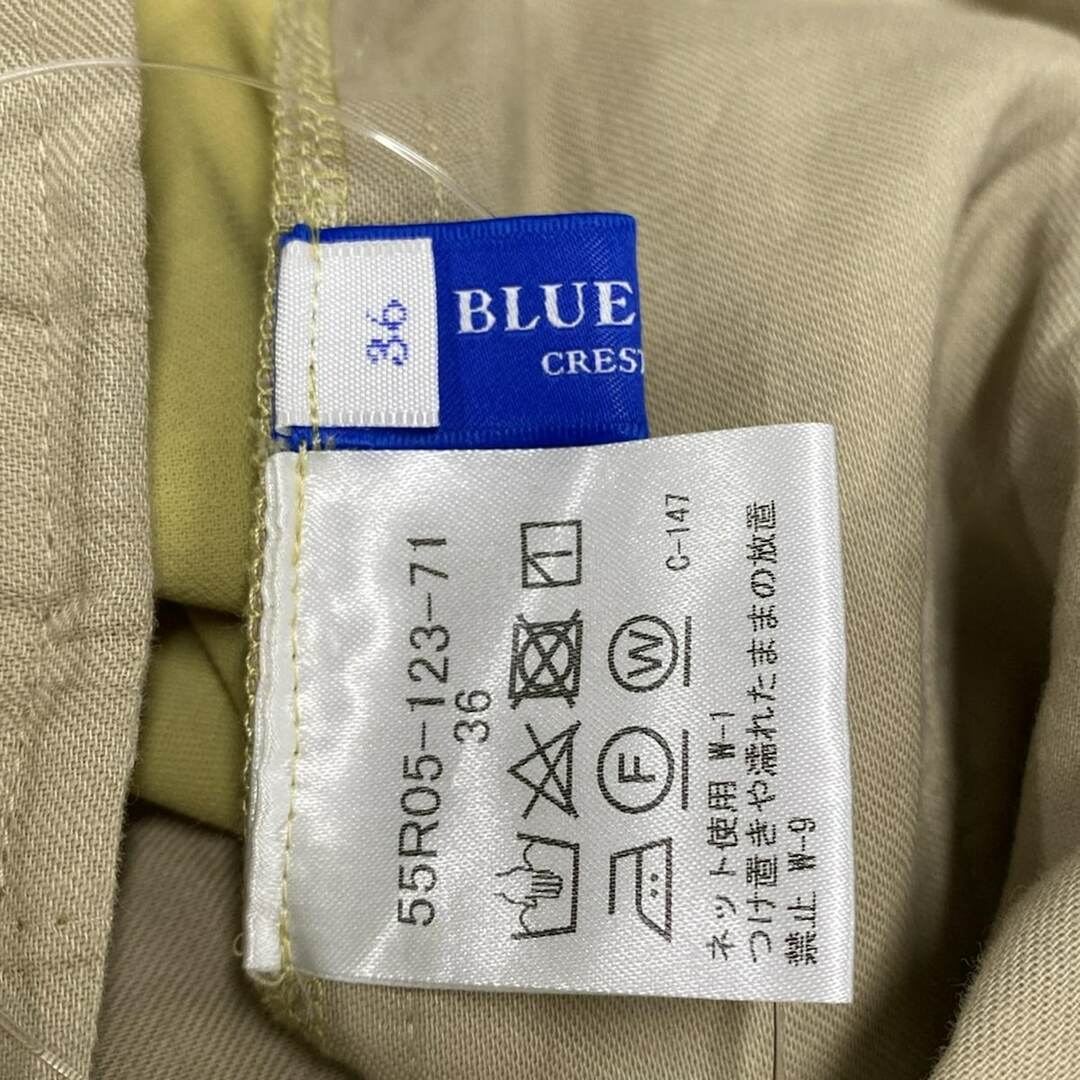 36
BLUE
CREST
55R05-123-71
36
F
W
C-147
ネット使用 W-1
つけ置きや濡れたままの放置
禁止 W-9